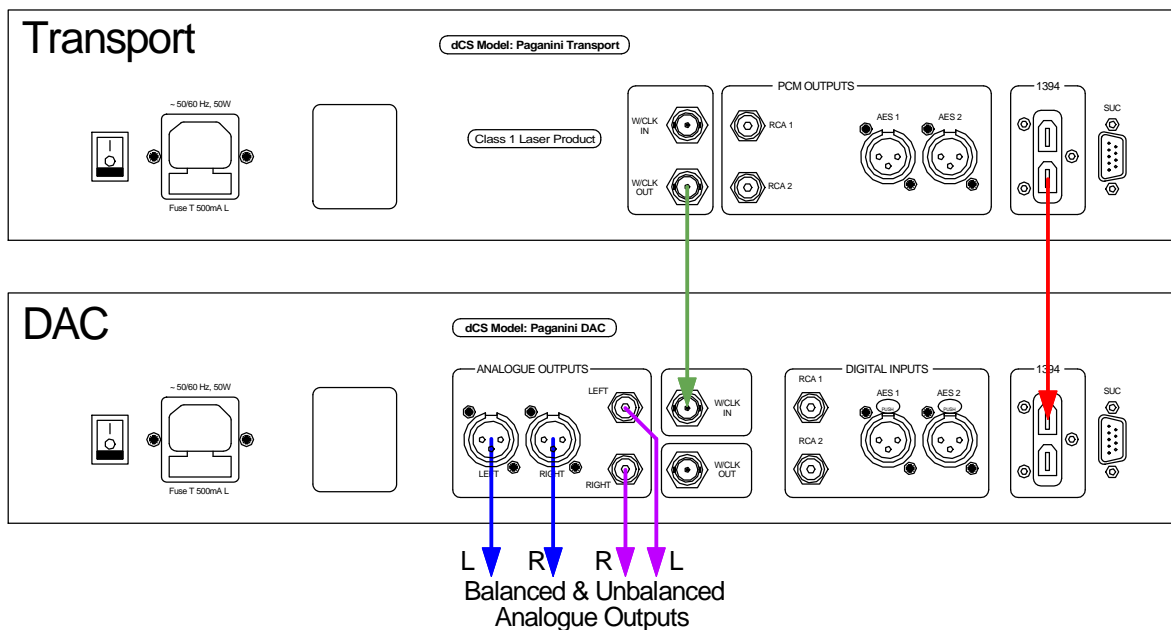 Transport
dCS Model: Paganini Transport
~ 50/60 Hz, 50W
Fuse T 500mA L
Class 1 Laser Product
W/CLK
IN
W/CLK
OUT
PCM OUTPUTS
RCA 1
RCA 2
AES 1
AES 2
1394
SUC
DAC
dCS Model: Paganini DAC
~ 50/60 Hz, 50W
Fuse T 500mA L
ANALOGUE OUTPUTS
LEFT
RIGHT
LEFT
RIGHT
W/CLK
IN
W/CLK
OUT
DIGITAL INPUTS
RCA 1
RCA 2
AES 1
PUSH
AES 2
PUSH
1394
SUC
L R R L
Balanced & Unbalanced
Analogue Outputs